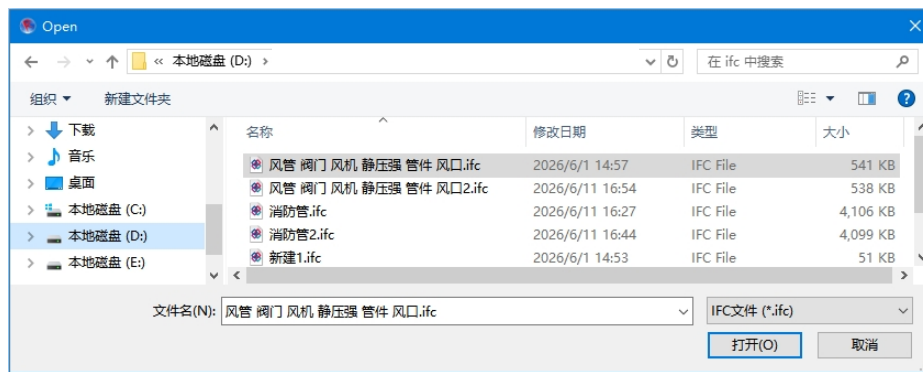 Open
« 本地磁盘 (D:) ›
在 ifc 中搜索
组织 新建文件夹
下载
音乐
桌面
本地磁盘 (C:)
本地磁盘 (D:)
本地磁盘 (E:)
名称 修改日期 类型 大小
风管 阀门 风机 静压强 管件 风口.ifc 2026/6/1 14:57 IFC File 541 KB
风管 阀门 风机 静压强 管件 风口2.ifc 2026/6/11 16:54 IFC File 538 KB
消防管.ifc 2026/6/11 16:27 IFC File 4,106 KB
消防管2.ifc 2026/6/11 16:44 IFC File 4,099 KB
新建1.ifc 2026/6/1 14:53 IFC File 51 KB
文件名(N): 风管 阀门 风机 静压强 管件 风口.ifc IFC文件 (*.ifc)
打开(O) 取消